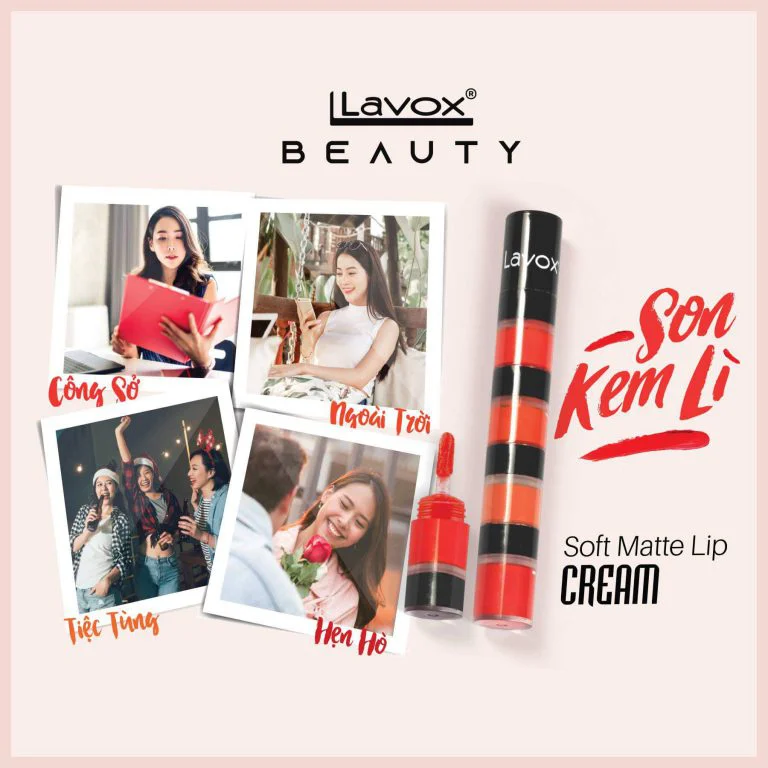 Lavox®
BEAUTY
Công Sở
Ngoài Trời
Tiệc Tùng
Hẹn Hò
Lavox®
Son
Kem Lì
Soft Matte Lip
CREAM